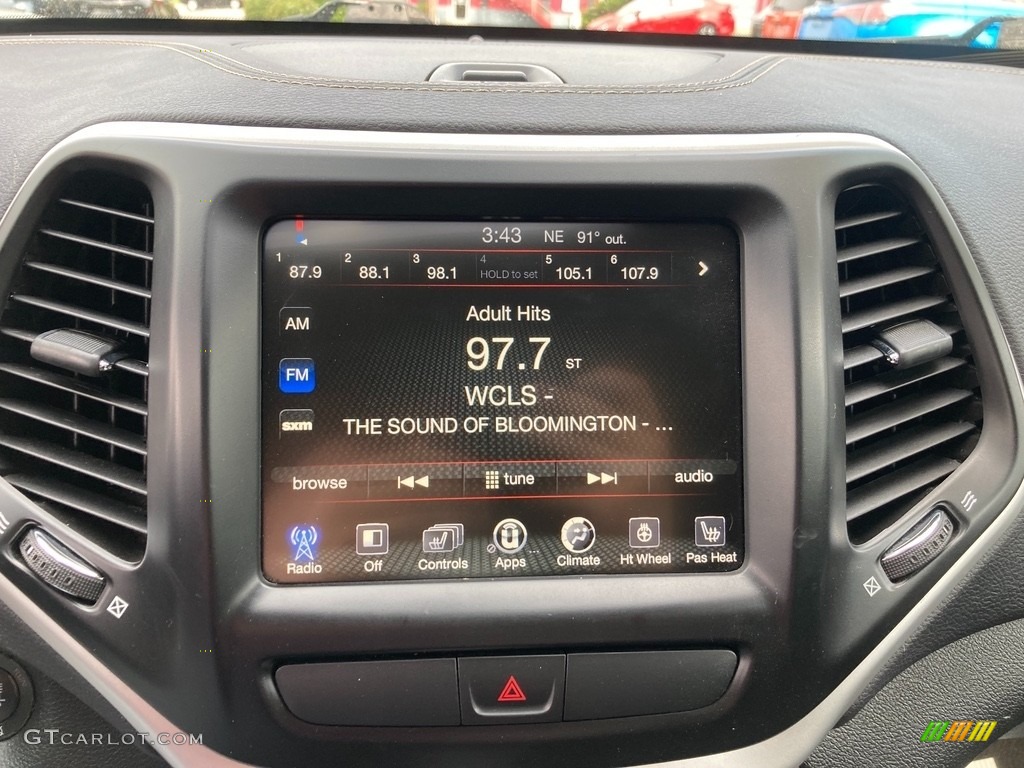 3:43 NE 91° out.
1 87.9 2 88.1 3 98.1 4 HOLD to set 5 105.1 6 107.9
Adult Hits
AM
97.7 ST
FM
WCLS -
sxm
THE SOUND OF BLOOMINGTON - ...
browse tune audio
Radio Off Controls Apps Climate Ht Wheel Pas Heat
GTCARLOT.COM